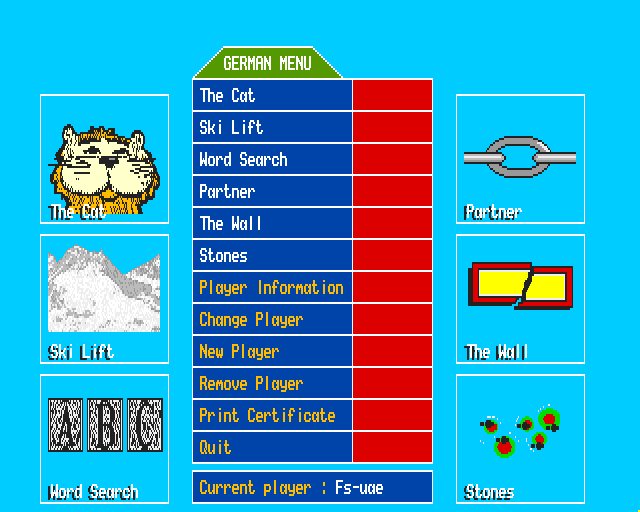 GERMAN MENU
The Cat
Ski Lift
Word Search
Partner
The Wall
Stones
Player Information
Change Player
New Player
Remove Player
Print Certificate
Quit
Current player : Fs-uae
The Cat
Ski Lift
A B C
Word Search
Partner
The Wall
Stones